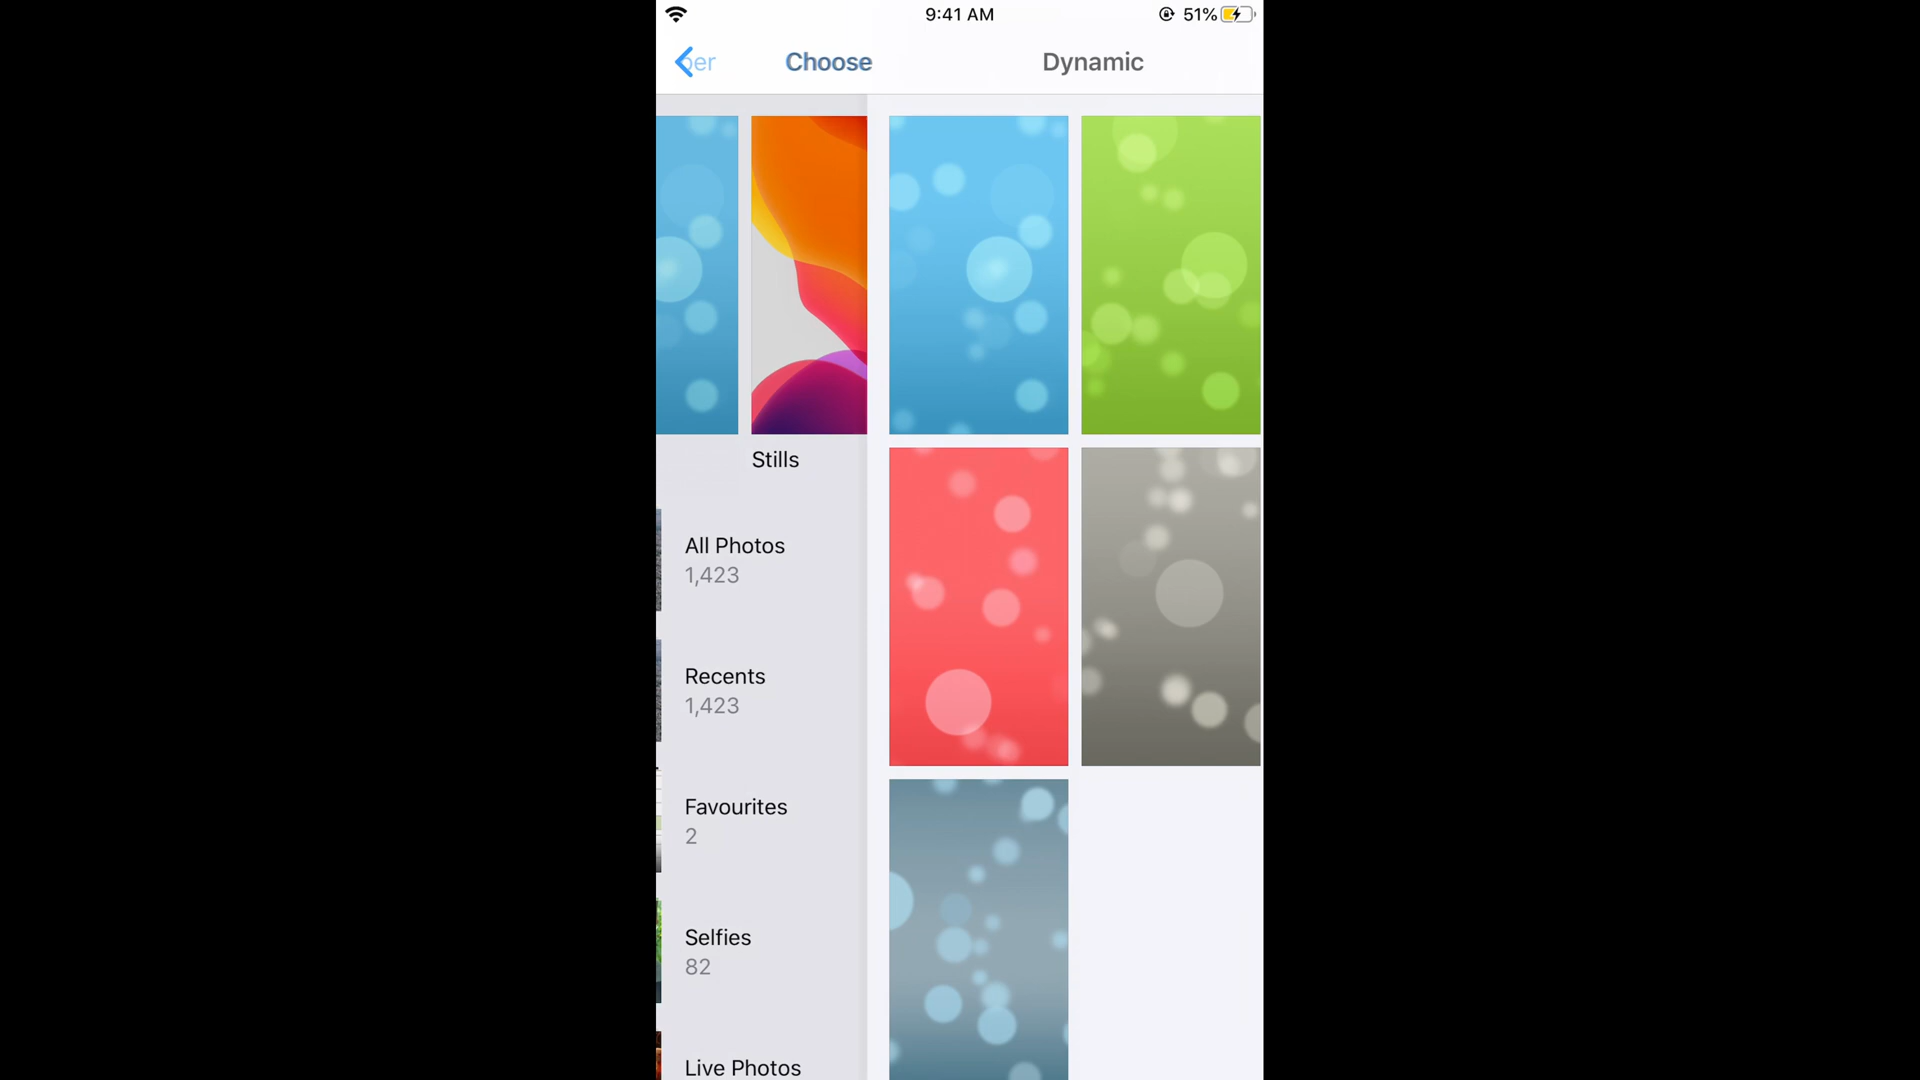 9:41 AM
51%
per
Choose
Dynamic
Stills
All Photos
1,423
Recents
1,423
Favourites
2
Selfies
82
Live Photos